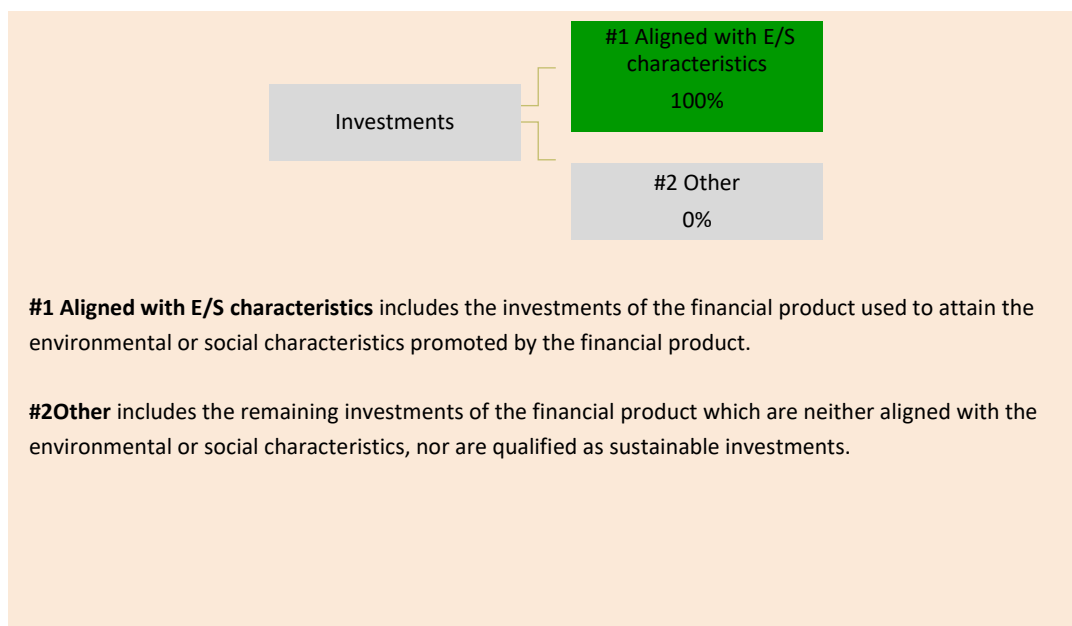 #1 Aligned with E/S
characteristics
100%
Investments
#2 Other
0%
#1 Aligned with E/S characteristics includes the investments of the financial product used to attain the
environmental or social characteristics promoted by the financial product.
#2Other includes the remaining investments of the financial product which are neither aligned with the
environmental or social characteristics, nor are qualified as sustainable investments.